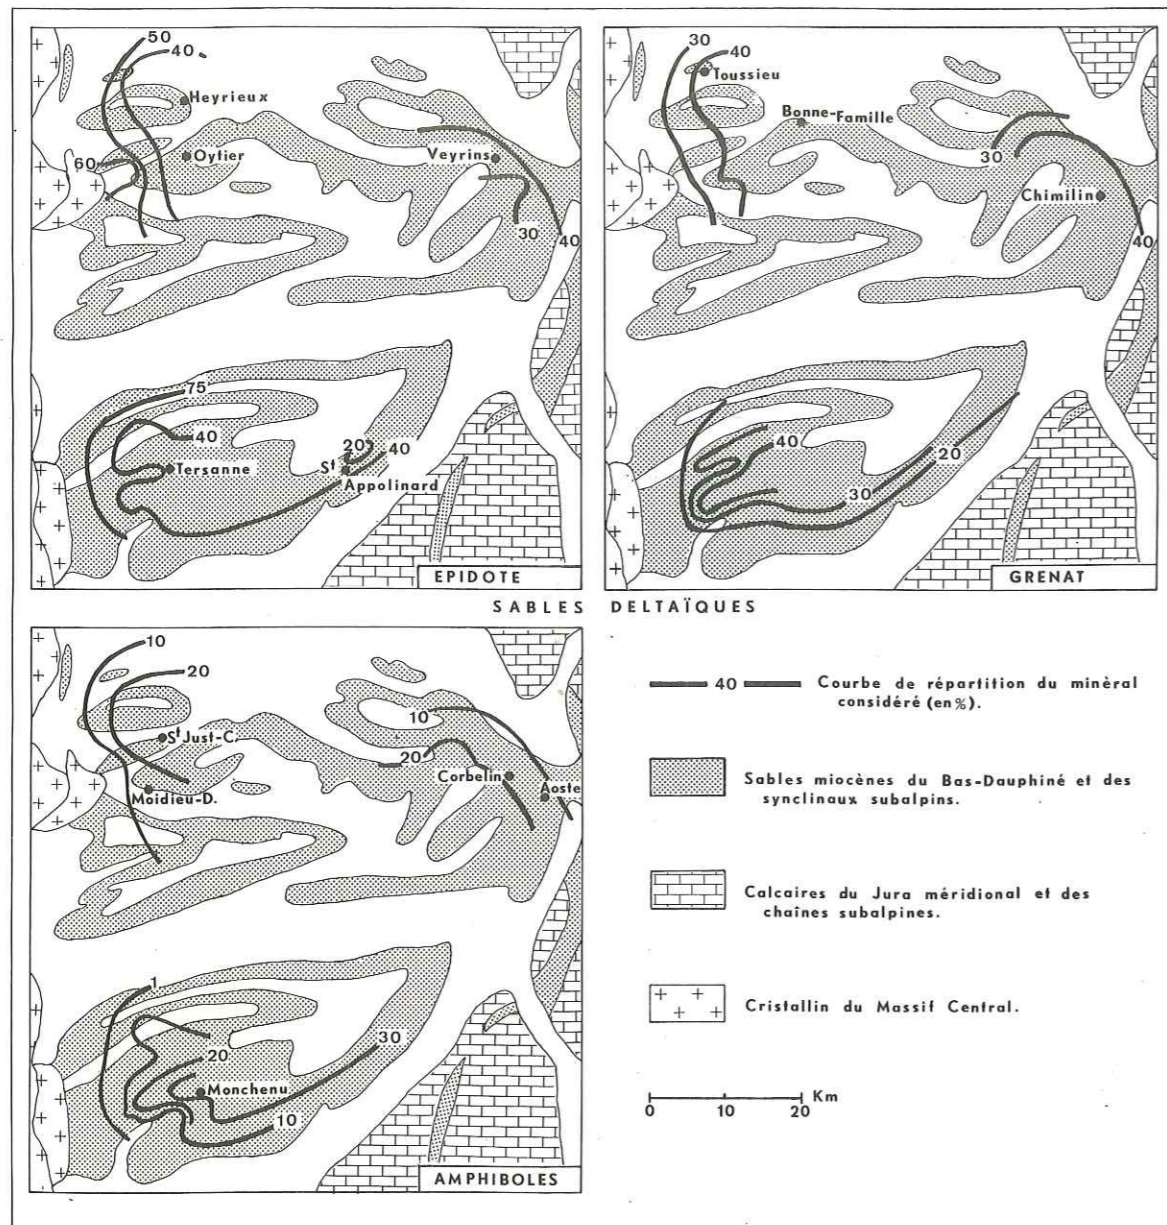 50
40
Heyrieux
Oytier
60
Veyrins
30
40
75
40
Tersanne
20
40
St
Appolinard
EPIDOTE
30
40
Toussieu
Bonne-Famille
30
Chimilin
40
40
20
30
GRENAT
SABLES DELTAÏQUES
10
20
St Just-C.
Moidieu-D.
10
20
Corbelin
Aoste
1
30
20
Monchenu
10
AMPHIBOLES
40 Courbe de répartition du minèral
considéré (en %).
Sables miocènes du Bas-Dauphiné et des
synclinaux subalpins.
Calcaires du Jura méridional et des
chaînes subalpines.
Cristallin du Massif Central.
Km
0 10 20